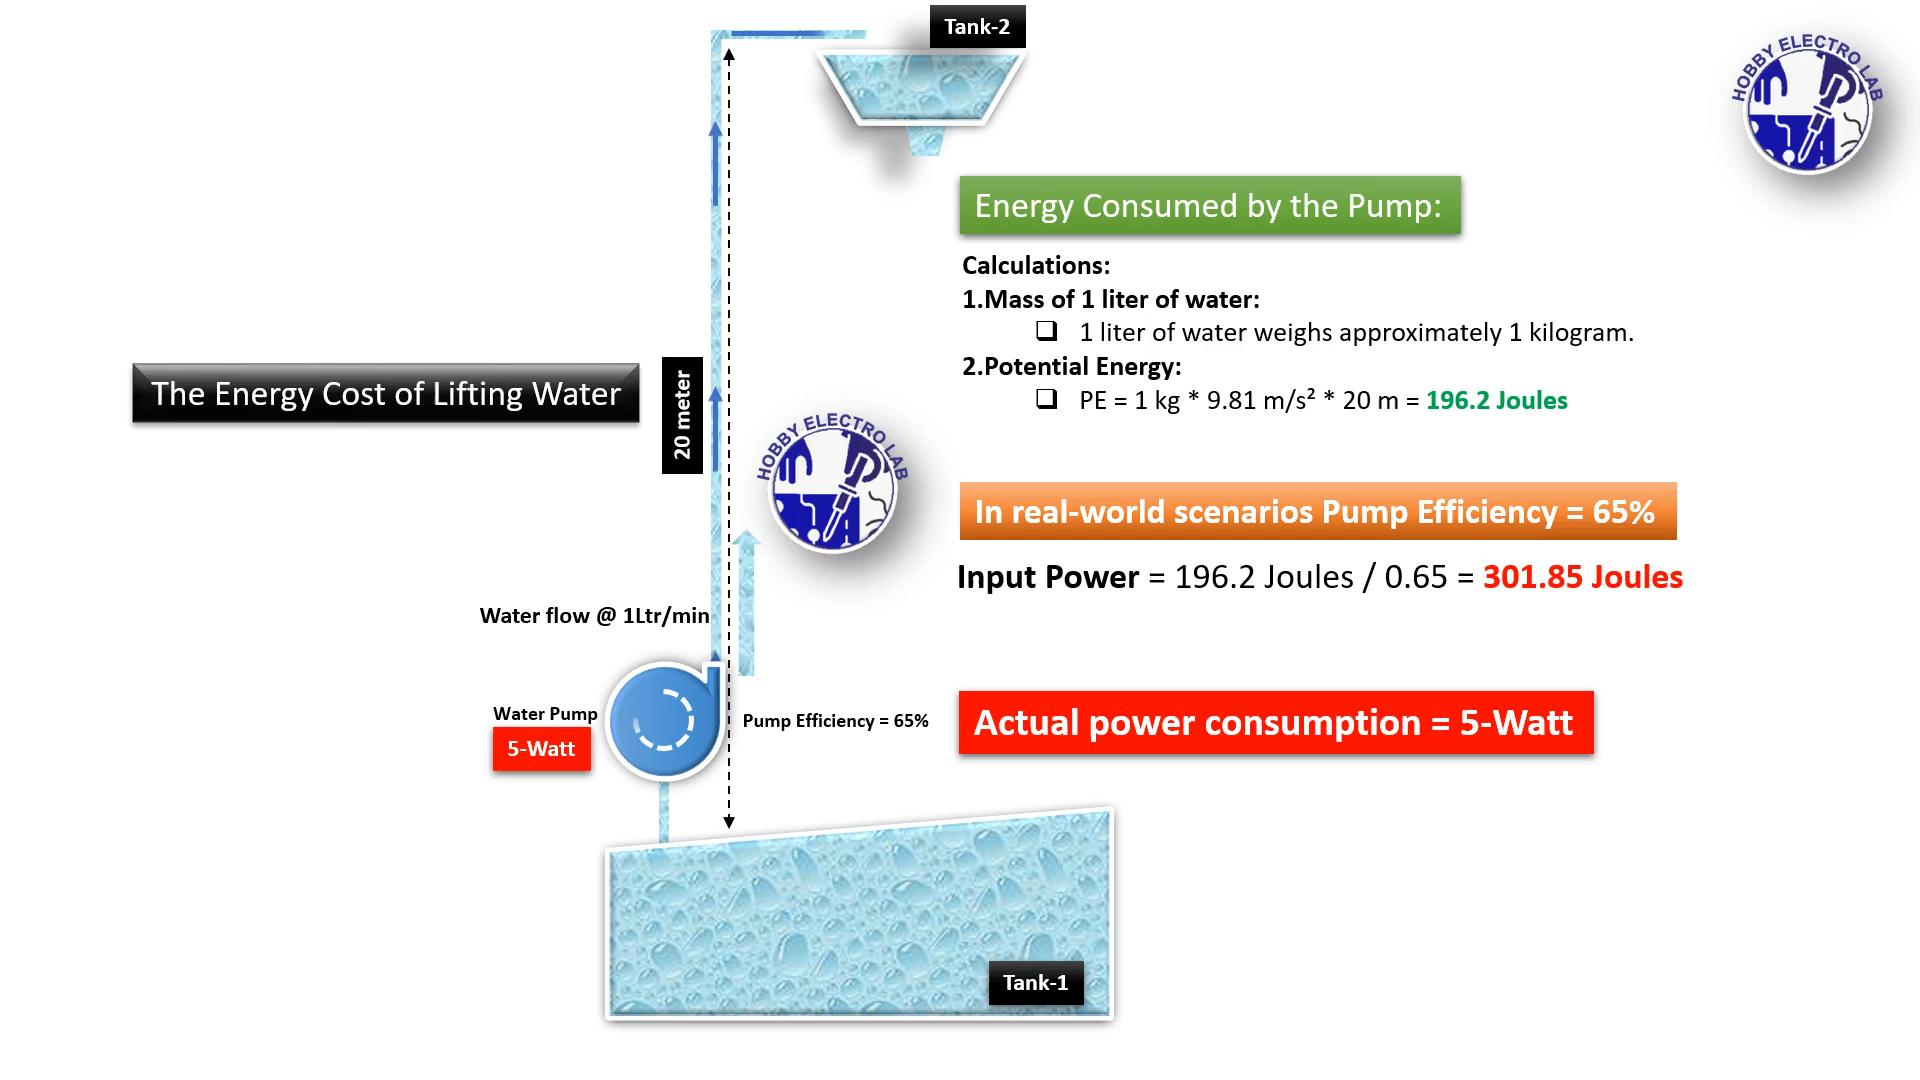 Tank-2
HOBBY ELECTRO LAB
Energy Consumed by the Pump:
Calculations:
1.Mass of 1 liter of water:
1 liter of water weighs approximately 1 kilogram.
2.Potential Energy:
PE = 1 kg * 9.81 m/s² * 20 m = 196.2 Joules
The Energy Cost of Lifting Water
20 meter
HOBBY ELECTRO LAB
In real-world scenarios Pump Efficiency = 65%
Input Power = 196.2 Joules / 0.65 = 301.85 Joules
Water flow @ 1Ltr/min
Water Pump
5-Watt
Pump Efficiency = 65%
Actual power consumption = 5-Watt
Tank-1